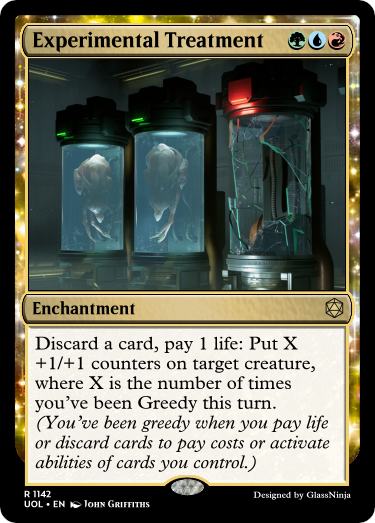 Experimental Treatment
Enchantment
Discard a card, pay 1 life: Put X
+1/+1 counters on target creature,
where X is the number of times
you've been Greedy this turn.
(You've been greedy when you pay life
or discard cards to pay costs or activate
abilities of cards you control.)
R 1142
UOL • EN John Griffiths
Designed by GlassNinja